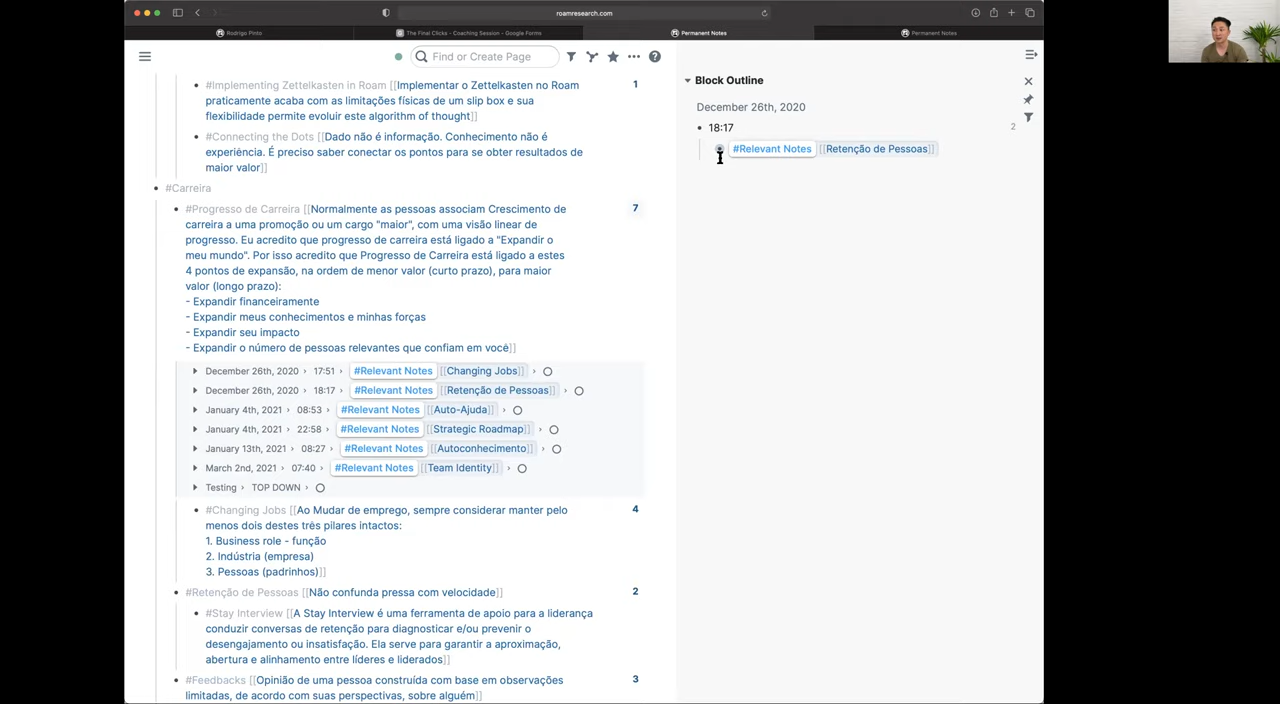 roamresearch.com
Rodrigo Pinto
The Final Clicks - Coaching Session - Google Forms
Permanent Notes
Permanent Notes
Find or Create Page
#Implementing Zettelkasten in Roam [[Implementar o Zettelkasten no Roam 1
praticamente acaba com as limitações físicas de um slip box e sua
flexibilidade permite evoluir este algorithm of thought]]
#Connecting the Dots [[Dado não é informação. Conhecimento não é
experiência. É preciso saber conectar os pontos para se obter resultados de
maior valor]]
#Carreira
#Progresso de Carreira [[Normalmente as pessoas associam Crescimento de 7
carreira a uma promoção ou um cargo "maior", com uma visão linear de
progresso. Eu acredito que progresso de carreira está ligado a "Expandir o
meu mundo". Por isso acredito que Progresso de Carreira está ligado a estes
4 pontos de expansão, na ordem de menor valor (curto prazo), para maior
valor (longo prazo):
- Expandir financeiramente
- Expandir meus conhecimentos e minhas forças
- Expandir seu impacto
- Expandir o número de pessoas relevantes que confiam em você]]
December 26th, 2020 › 17:51 › #Relevant Notes [[Changing Jobs]] ›
December 26th, 2020 › 18:17 › #Relevant Notes [[Retenção de Pessoas]] ›
January 4th, 2021 › 08:53 › #Relevant Notes [[Auto-Ajuda]] ›
January 4th, 2021 › 22:58 › #Relevant Notes [[Strategic Roadmap]] ›
January 13th, 2021 › 08:27 › #Relevant Notes [[Autoconhecimento]] ›
March 2nd, 2021 › 07:40 › #Relevant Notes [[Team Identity]] ›
Testing › TOP DOWN ›
#Changing Jobs [[Ao Mudar de emprego, sempre considerar manter pelo 4
menos dois destes três pilares intactos:
1. Business role - função
2. Indústria (empresa)
3. Pessoas (padrinhos)]]
#Retenção de Pessoas [[Não confunda pressa com velocidade]] 2
#Stay Interview [[A Stay Interview é uma ferramenta de apoio para a liderança
conduzir conversas de retenção para diagnosticar e/ou prevenir o
desengajamento ou insatisfação. Ela serve para garantir a aproximação,
abertura e alinhamento entre líderes e liderados]]
#Feedbacks [[Opinião de uma pessoa construída com base em observações 3
limitadas, de acordo com suas perspectivas, sobre alguém]]
Block Outline
December 26th, 2020
18:17 2
#Relevant Notes [[Retenção de Pessoas]]